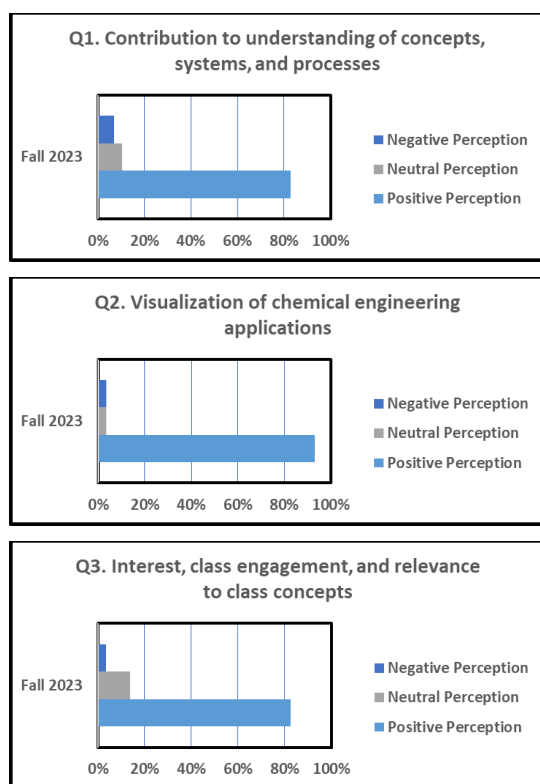 Q1. Contribution to understanding of concepts,
systems, and processes
Fall 2023
Negative Perception
Neutral Perception
Positive Perception
0% 20% 40% 60% 80% 100%
Q2. Visualization of chemical engineering
applications
Fall 2023
Negative Perception
Neutral Perception
Positive Perception
0% 20% 40% 60% 80% 100%
Q3. Interest, class engagement, and relevance
to class concepts
Fall 2023
Negative Perception
Neutral Perception
Positive Perception
0% 20% 40% 60% 80% 100%